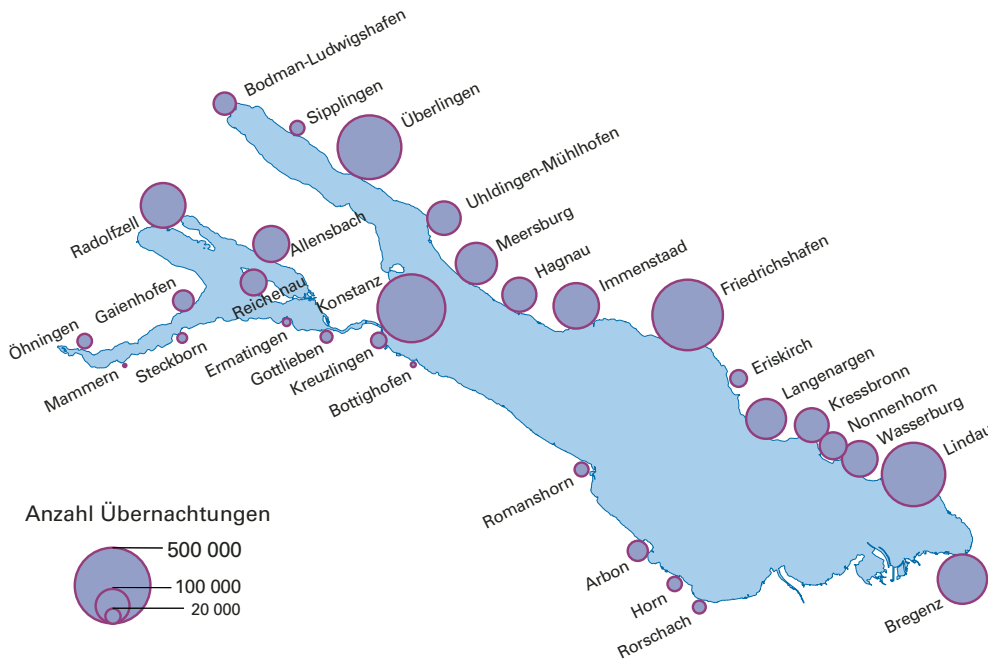 Bodman-Ludwigshafen
Sipplingen
Überlingen
Uhldingen-Mühlhofen
Radolfzell
Allensbach
Meersburg
Hagnau
Immenstaad
Friedrichshafen
Gaienhofen
Reichenau
Konstanz
Öhningen
Mammern
Steckborn
Ermatingen
Gottlieben
Kreuzlingen
Bottighofen
Eriskirch
Langenargen
Kressbronn
Nonnenhorn
Wasserburg
Lindau
Romanshorn
Arbon
Horn
Rorschach
Bregenz
Anzahl Übernachtungen
500 000
100 000
20 000